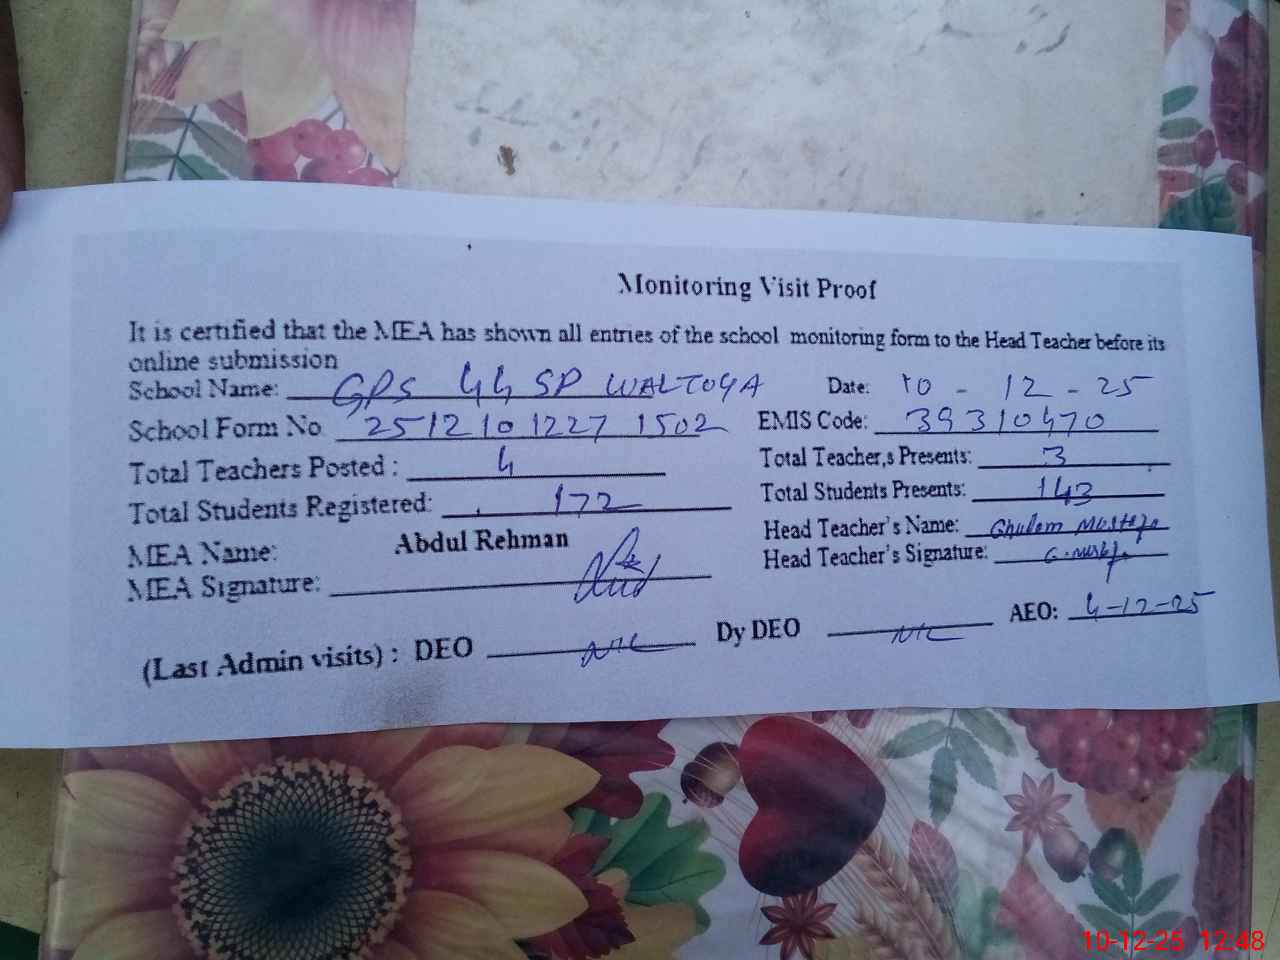 Monitoring Visit Proof
It is certified that the MEA has shown all entries of the school monitoring form to the Head Teacher before its
online submission
School Name: GPS 44 SP WALTOYA Date: 10 - 12 - 25
School Form No 251210 1227 1502 EMIS Code: 39310470
Total Teachers Posted : 4 Total Teacher,s Presents: 3
Total Students Registered: 172 Total Students Presents: 143
MEA Name: Abdul Rehman Head Teacher's Name: Ghulam Mustafa
MEA Signature: Head Teacher's Signature:
(Last Admin visits) : DEO NIL Dy DEO NIL AEO: 4-12-25
10-12-25 12:48